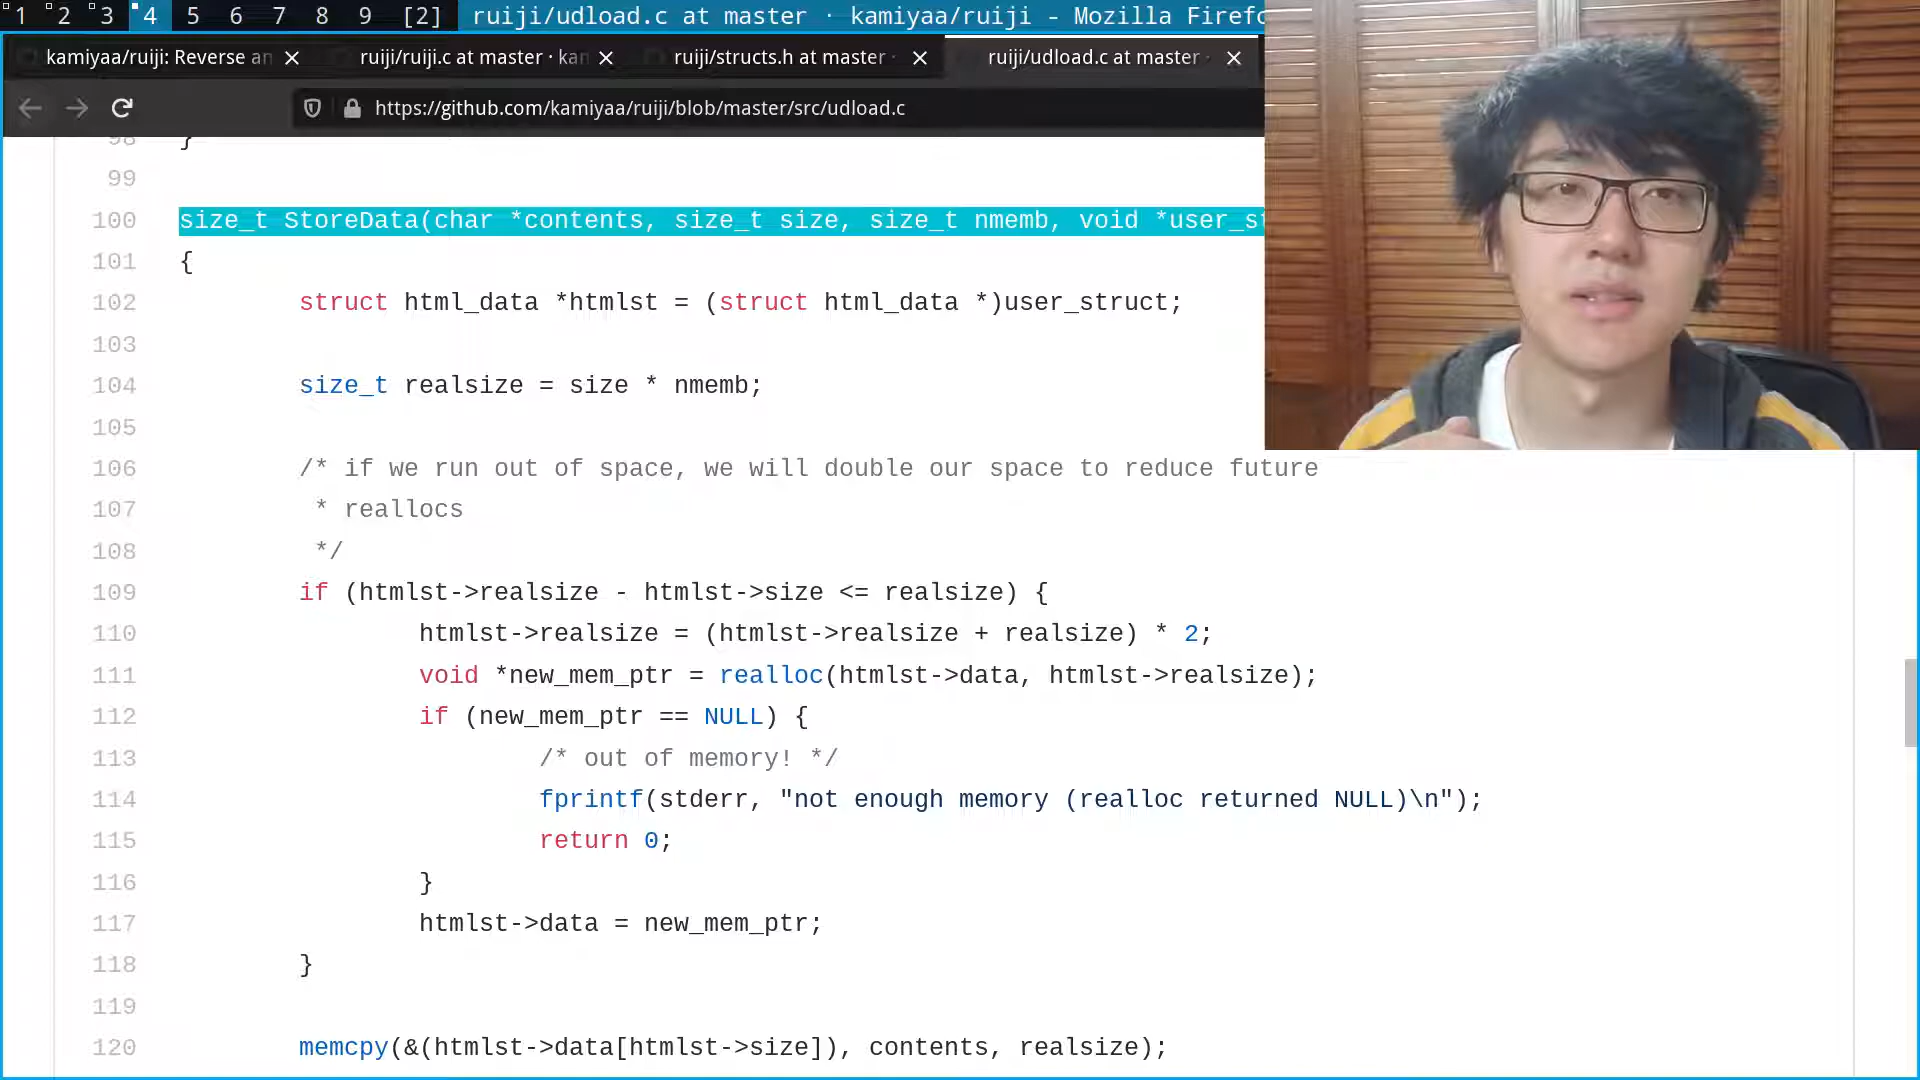 1 2 3 4 5 6 7 8 9 [2] ruiji/udload.c at master · kamiyaa/ruiji - Mozilla Firefo
kamiyaa/ruiji: Reverse an ruiji/ruiji.c at master · kan ruiji/structs.h at master · ruiji/udload.c at master ·
https://github.com/kamiyaa/ruiji/blob/master/src/udload.c
98 }
99
100 size_t StoreData(char *contents, size_t size, size_t nmemb, void *user_st
101 {
102 struct html_data *htmlst = (struct html_data *)user_struct;
103
104 size_t realsize = size * nmemb;
105
106 /* if we run out of space, we will double our space to reduce future
107 * reallocs
108 */
109 if (htmlst->realsize - htmlst->size <= realsize) {
110 htmlst->realsize = (htmlst->realsize + realsize) * 2;
111 void *new_mem_ptr = realloc(htmlst->data, htmlst->realsize);
112 if (new_mem_ptr == NULL) {
113 /* out of memory! */
114 fprintf(stderr, "not enough memory (realloc returned NULL)\n");
115 return 0;
116 }
117 htmlst->data = new_mem_ptr;
118 }
119
120 memcpy(&(htmlst->data[htmlst->size]), contents, realsize);